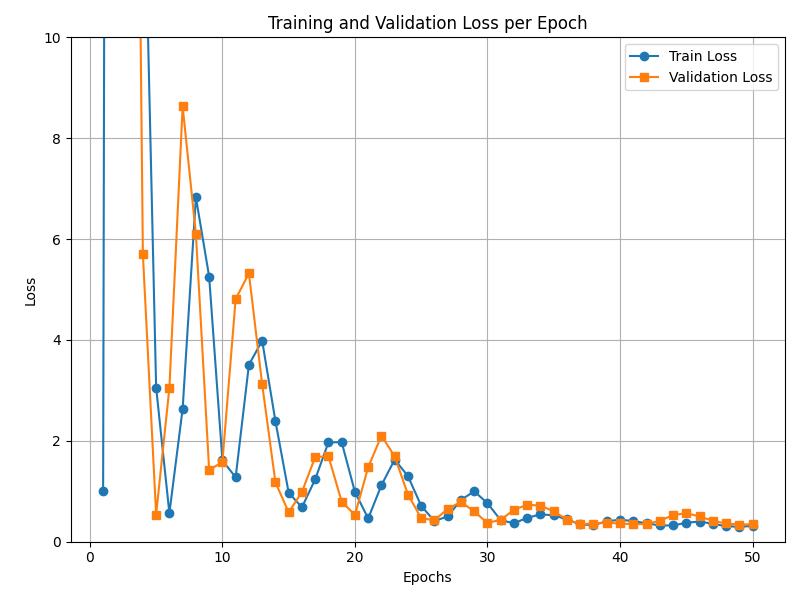 Training and Validation Loss per Epoch
Train Loss
Validation Loss
10
8
6
4
2
0
Loss
0 10 20 30 40 50
Epochs